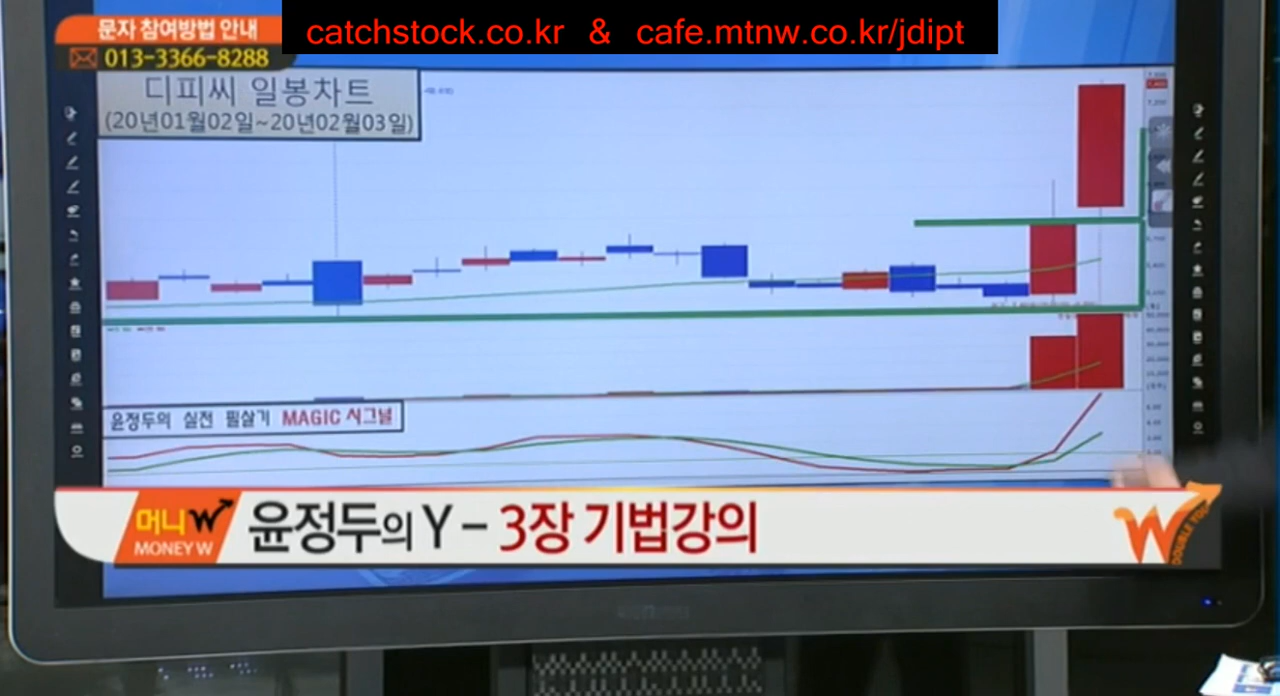 catchstock.co.kr & cafe.mtnw.co.kr/jdipt
문자 참여방법 안내
013-3366-8288
디피씨 일봉차트
(20년01월02일~20년02월03일)
윤정두의 실전 필살기 MAGIC 시그널
머니W
MONEY W
윤정두의 Y - 3장 기법강의
W
DOUBLE YOU